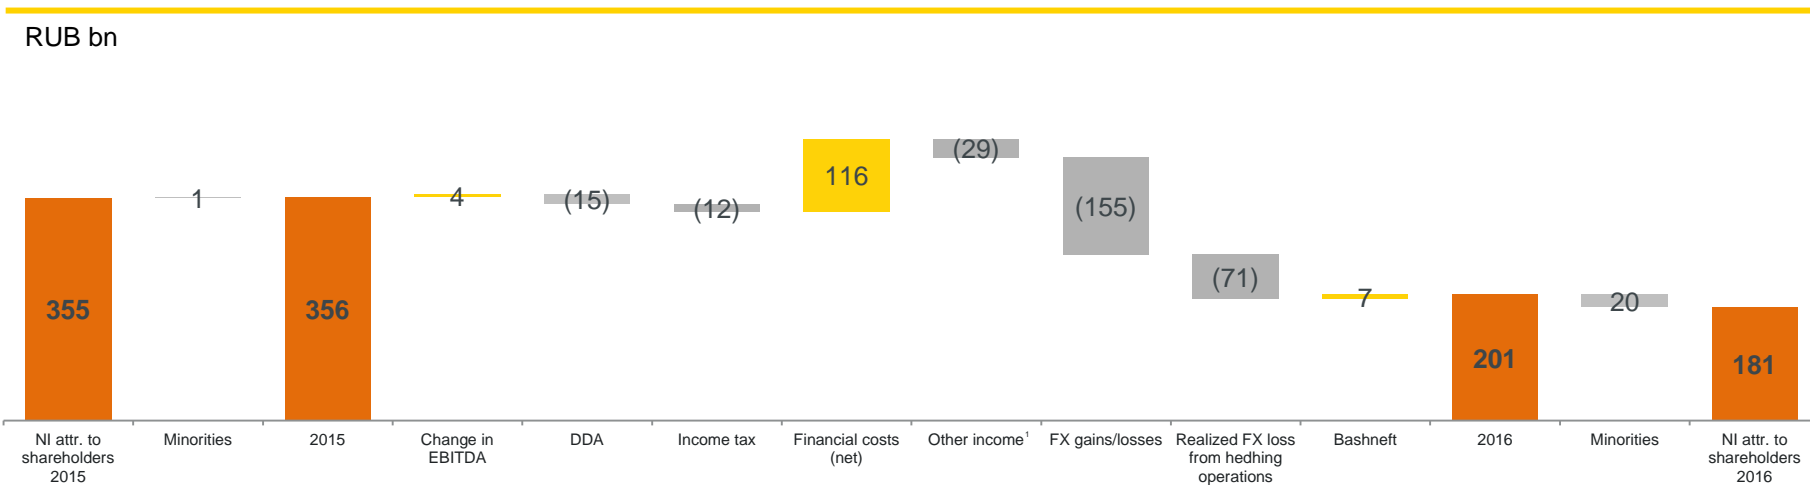 RUB bn
355
1
356
4
(15)
(12)
116
(29)
(155)
(71)
7
201
20
181
NI attr. to
shareholders
2015
Minorities
2015
Change in
EBITDA
DDA
Income tax
Financial costs
(net)
Other income¹
FX gains/losses
Realized FX loss
from hedhing
operations
Bashneft
2016
Minorities
NI attr. to
shareholders
2016